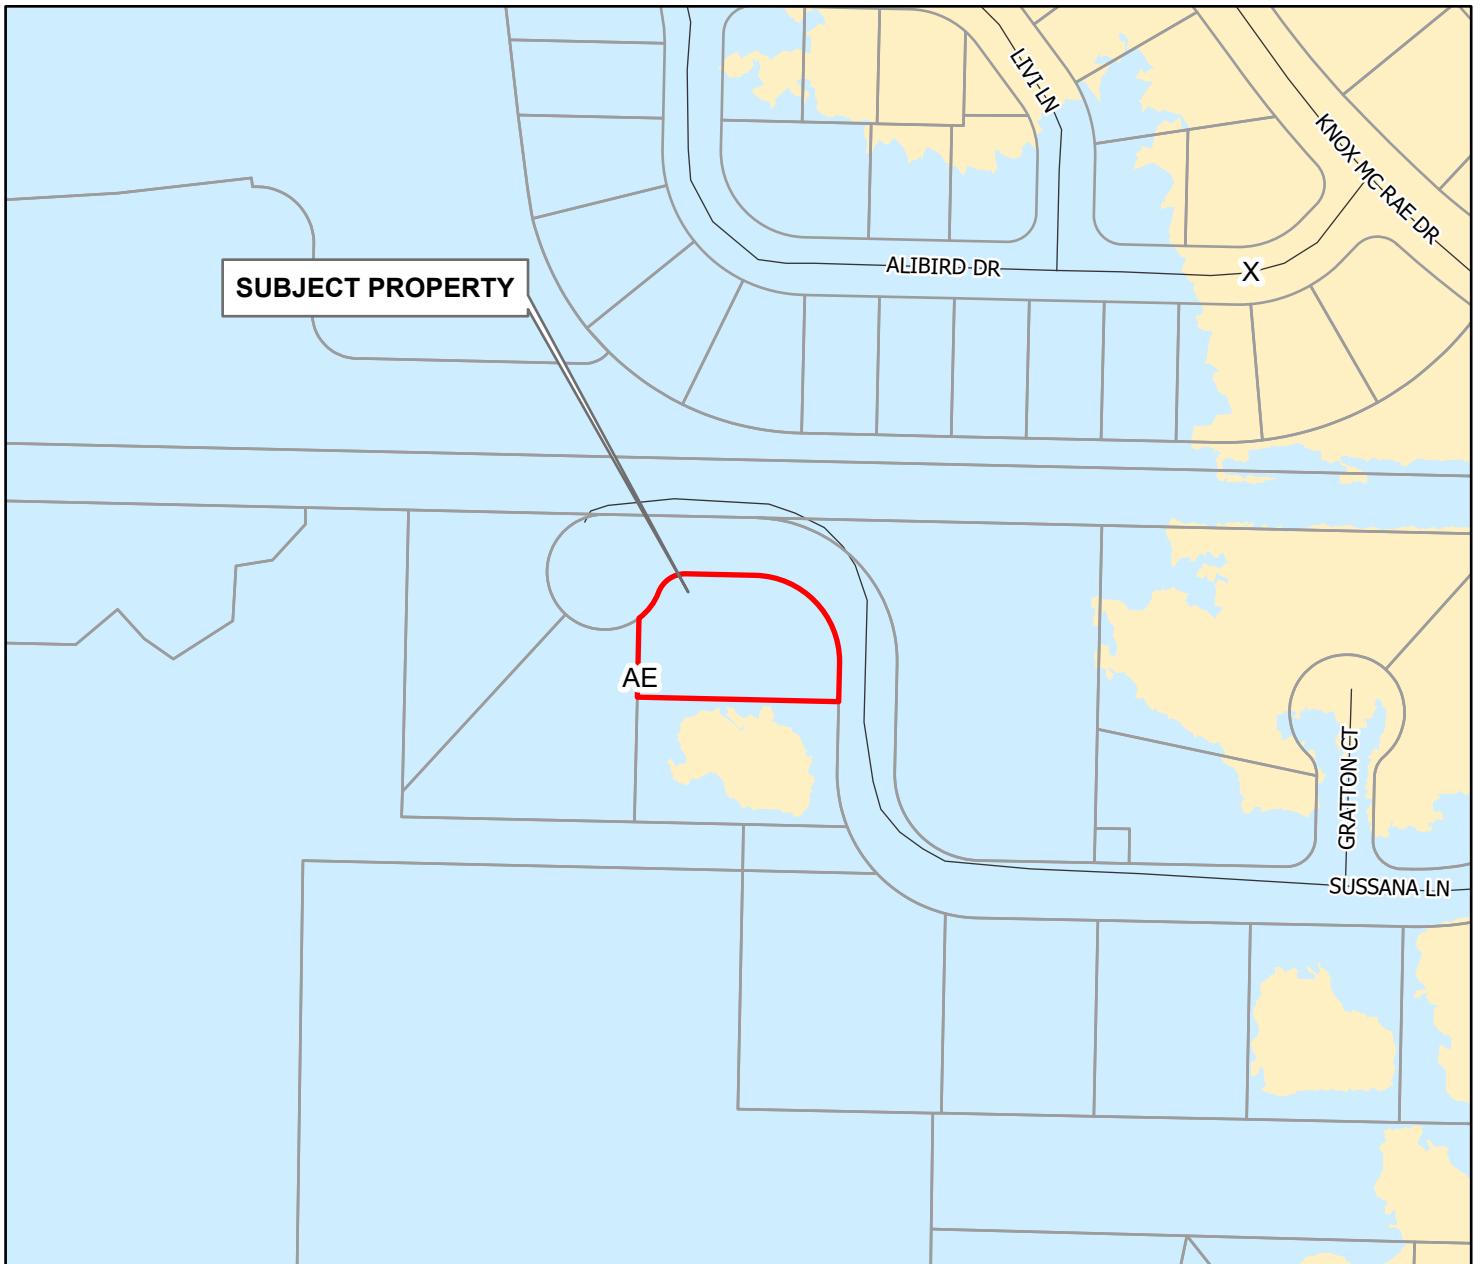 LIVI LN
KNOX MC RAE DR
ALIBIRD DR
X
SUBJECT PROPERTY
AE
GRATTON CT
SUSSANA LN